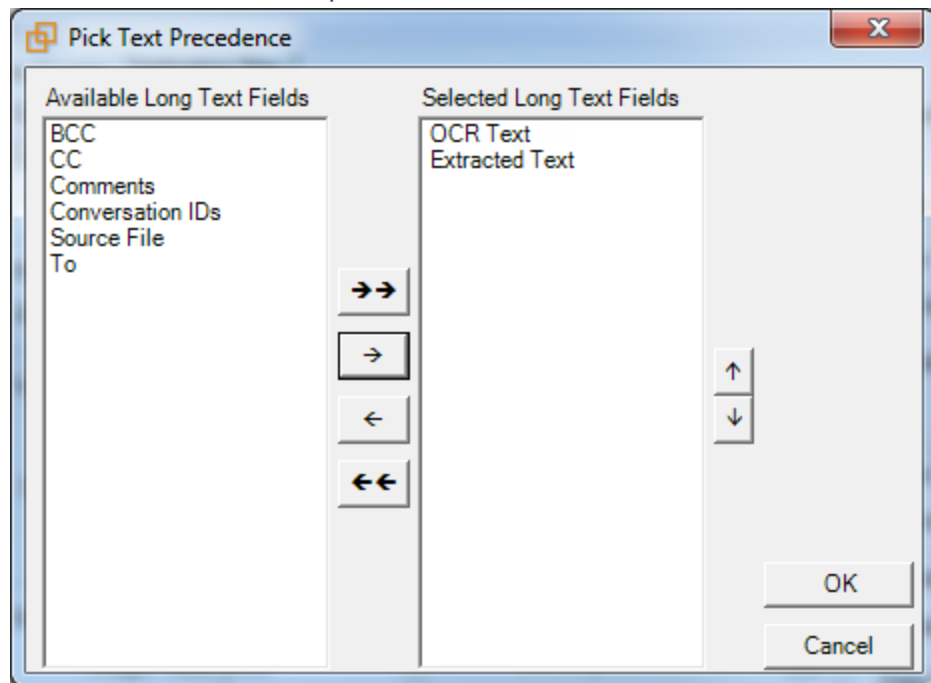 Pick Text Precedence
Available Long Text Fields
BCC
CC
Comments
Conversation IDs
Source File
To
Selected Long Text Fields
OCR Text
Extracted Text
OK
Cancel